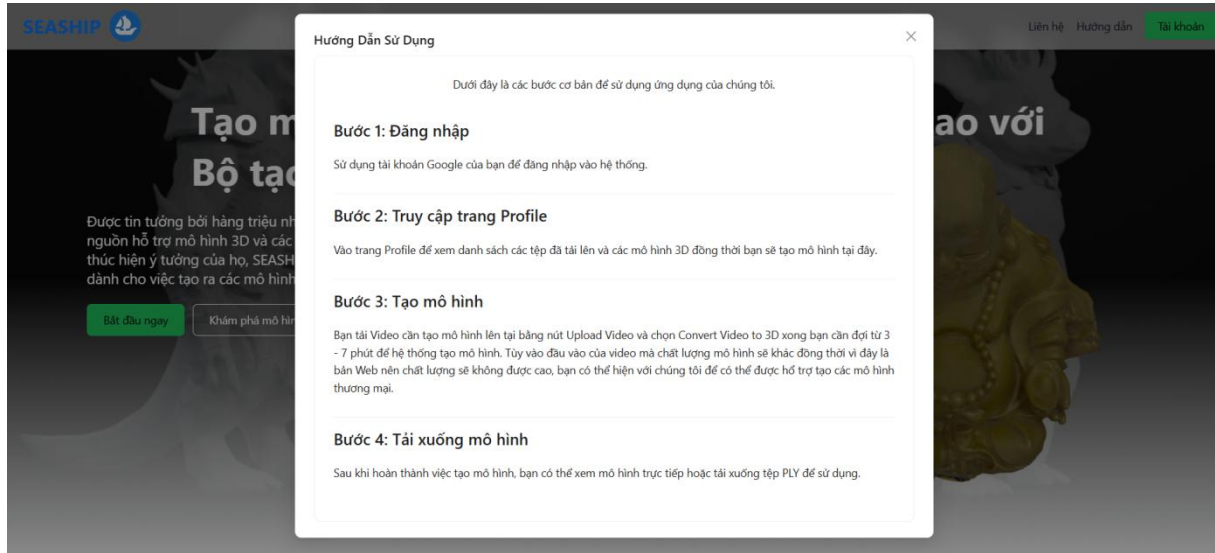 SEASHIP
Liên hệ Hướng dẫn Tài khoản
Tạo m
ao với
Bộ tạo
Được tin tưởng bởi hàng triệu nh
nguồn hỗ trợ mô hình 3D và các
thúc hiện ý tưởng của họ, SEASH
dành cho việc tạo ra các mô hình
Bắt đầu ngay
Khám phá mô hìn
Hướng Dẫn Sử Dụng
Dưới đây là các bước cơ bản để sử dụng ứng dụng của chúng tôi.
Bước 1: Đăng nhập
Sử dụng tài khoản Google của bạn để đăng nhập vào hệ thống.
Bước 2: Truy cập trang Profile
Vào trang Profile để xem danh sách các tệp đã tải lên và các mô hình 3D đồng thời bạn sẽ tạo mô hình tại đây.
Bước 3: Tạo mô hình
Bạn tải Video cần tạo mô hình lên tại bằng nút Upload Video và chọn Convert Video to 3D xong bạn cần đợi từ 3
- 7 phút để hệ thống tạo mô hình. Tùy vào đầu vào của video mà chất lượng mô hình sẽ khác đồng thời vì đây là
bản Web nên chất lượng sẽ không được cao, bạn có thể hiện với chúng tôi để có thể được hổ trợ tạo các mô hình
thương mại.
Bước 4: Tải xuống mô hình
Sau khi hoàn thành việc tạo mô hình, bạn có thể xem mô hình trực tiếp hoặc tải xuống tệp PLY để sử dụng.